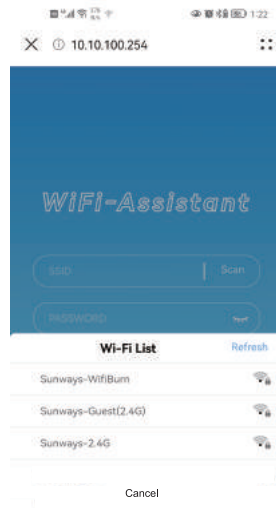 1:22
10.10.100.254
WiFi-Assistant
SSID Scan
PASSWORD
Wi-Fi List Refresh
Sunways-WifiBum
Sunways-Guest(2.4G)
Sunways-2.4G
Cancel